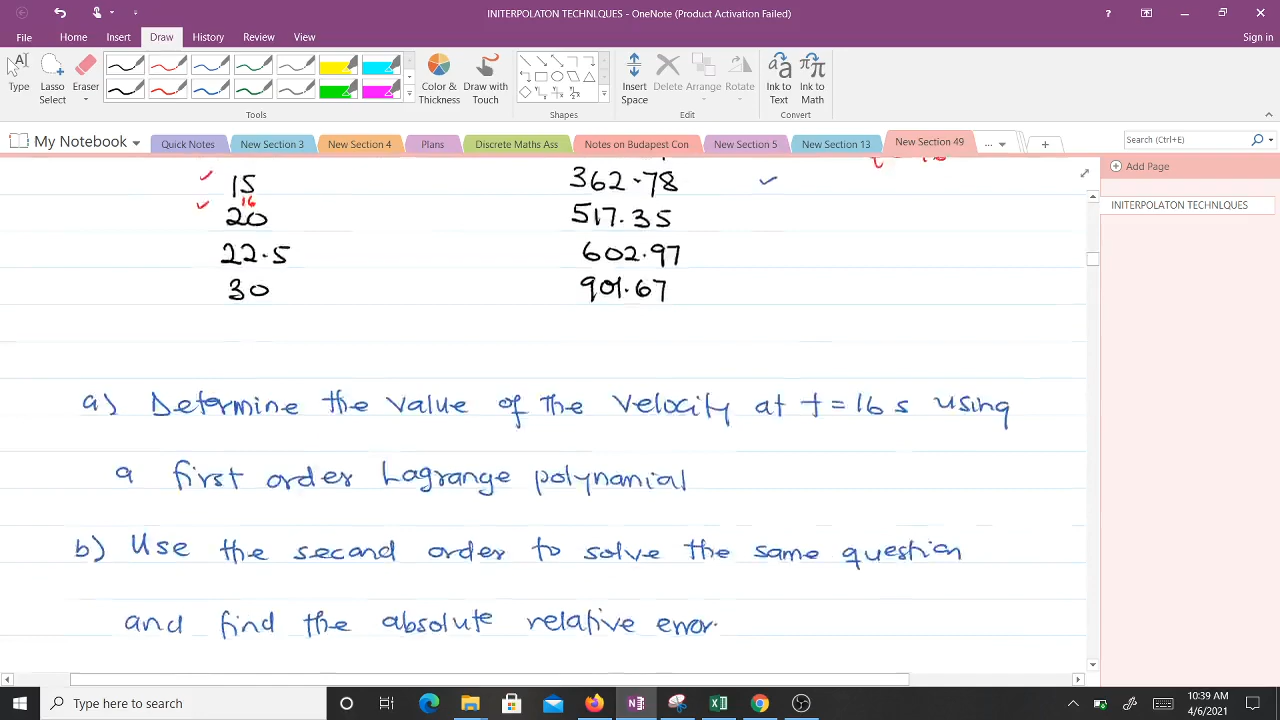 INITERPOLATON TECHNLQUES - OneNote (Product Activation Failed)
File Home Insert Draw History Review View
Sign in
Type Lasso Select Eraser Color & Thickness Draw with Touch Insert Space Delete Arrange Rotate Ink to Text Ink to Math
Tools Shapes Edit Convert
My Notebook Quick Notes New Section 3 New Section 4 Plans Discrete Maths Ass Notes on Budapest Con New Section 5 New Section 13 New Section 49 ... Search (Ctrl+E)
Add Page
INITERPOLATON TECHNLQUES
15 362.78
16
20 517.35
22.5 602.97
30 901.67
a) Determine the value of the velocity at t = 16 s using
a first order Lagrange polynamial
b) Use the second order to solve the same question
and find the absolute relative error.
Type here to search
10:39 AM
4/6/2021